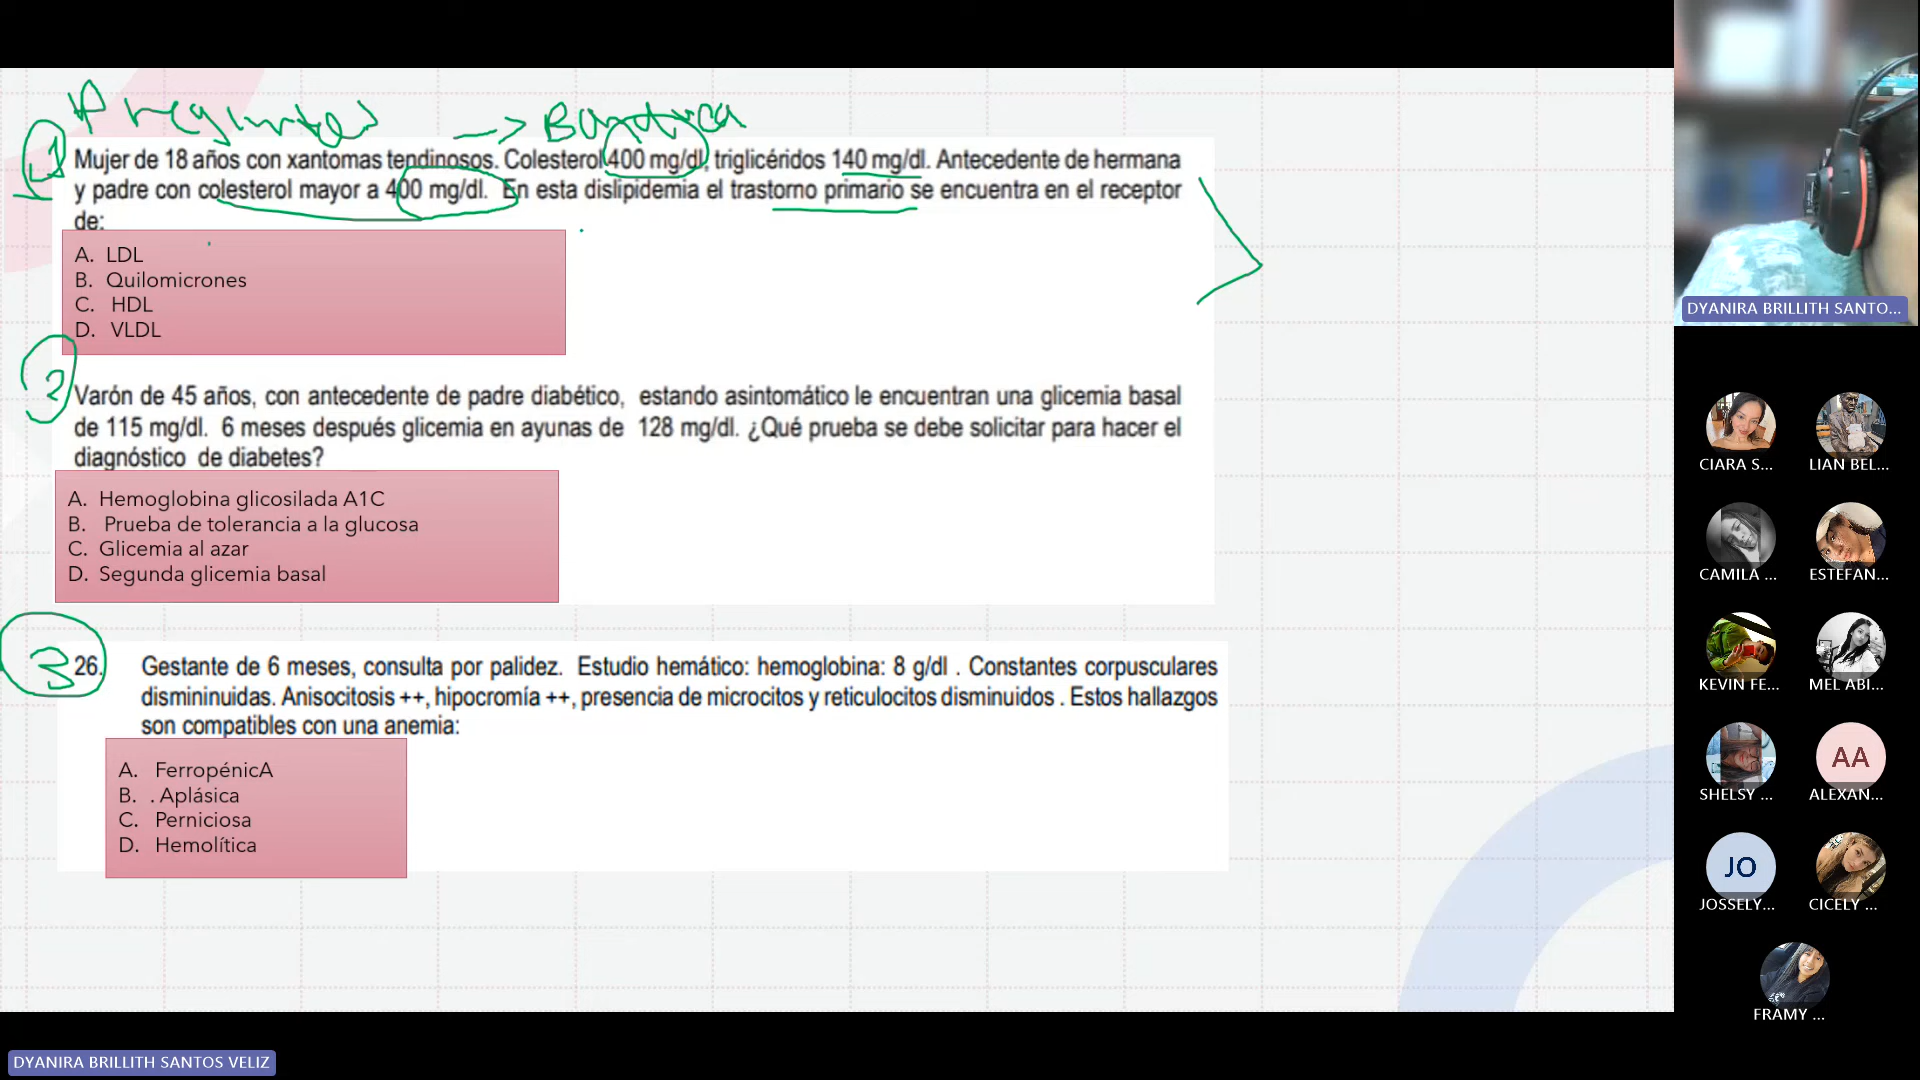 Preguntas → Bandura
1
Mujer de 18 años con xantomas tendinosos. Colesterol 400 mg/dl, triglicéridos 140 mg/dl. Antecedente de hermana
y padre con colesterol mayor a 400 mg/dl. En esta dislipidemia el trastorno primario se encuentra en el receptor
de:
A. LDL
B. Quilomicrones
C. HDL
D. VLDL
2
Varón de 45 años, con antecedente de padre diabético, estando asintomático le encuentran una glicemia basal
de 115 mg/dl. 6 meses después glicemia en ayunas de 128 mg/dl. ¿Qué prueba se debe solicitar para hacer el
diagnóstico de diabetes?
A. Hemoglobina glicosilada A1C
B. Prueba de tolerancia a la glucosa
C. Glicemia al azar
D. Segunda glicemia basal
3
26. Gestante de 6 meses, consulta por palidez. Estudio hemático: hemoglobina: 8 g/dl . Constantes corpusculares
dismininuidas. Anisocitosis ++, hipocromía ++, presencia de microcitos y reticulocitos disminuidos . Estos hallazgos
son compatibles con una anemia:
A. FerropénicA
B. . Aplásica
C. Perniciosa
D. Hemolítica
DYANIRA BRILLITH SANTO...
CIARA S...
LIAN BEL...
CAMILA ...
ESTEFAN...
KEVIN FE...
MEL ABI...
SHELSY ...
AA
ALEXAN...
JO
JOSSELY...
CICELY ...
FRAMY ...
DYANIRA BRILLITH SANTOS VELIZ